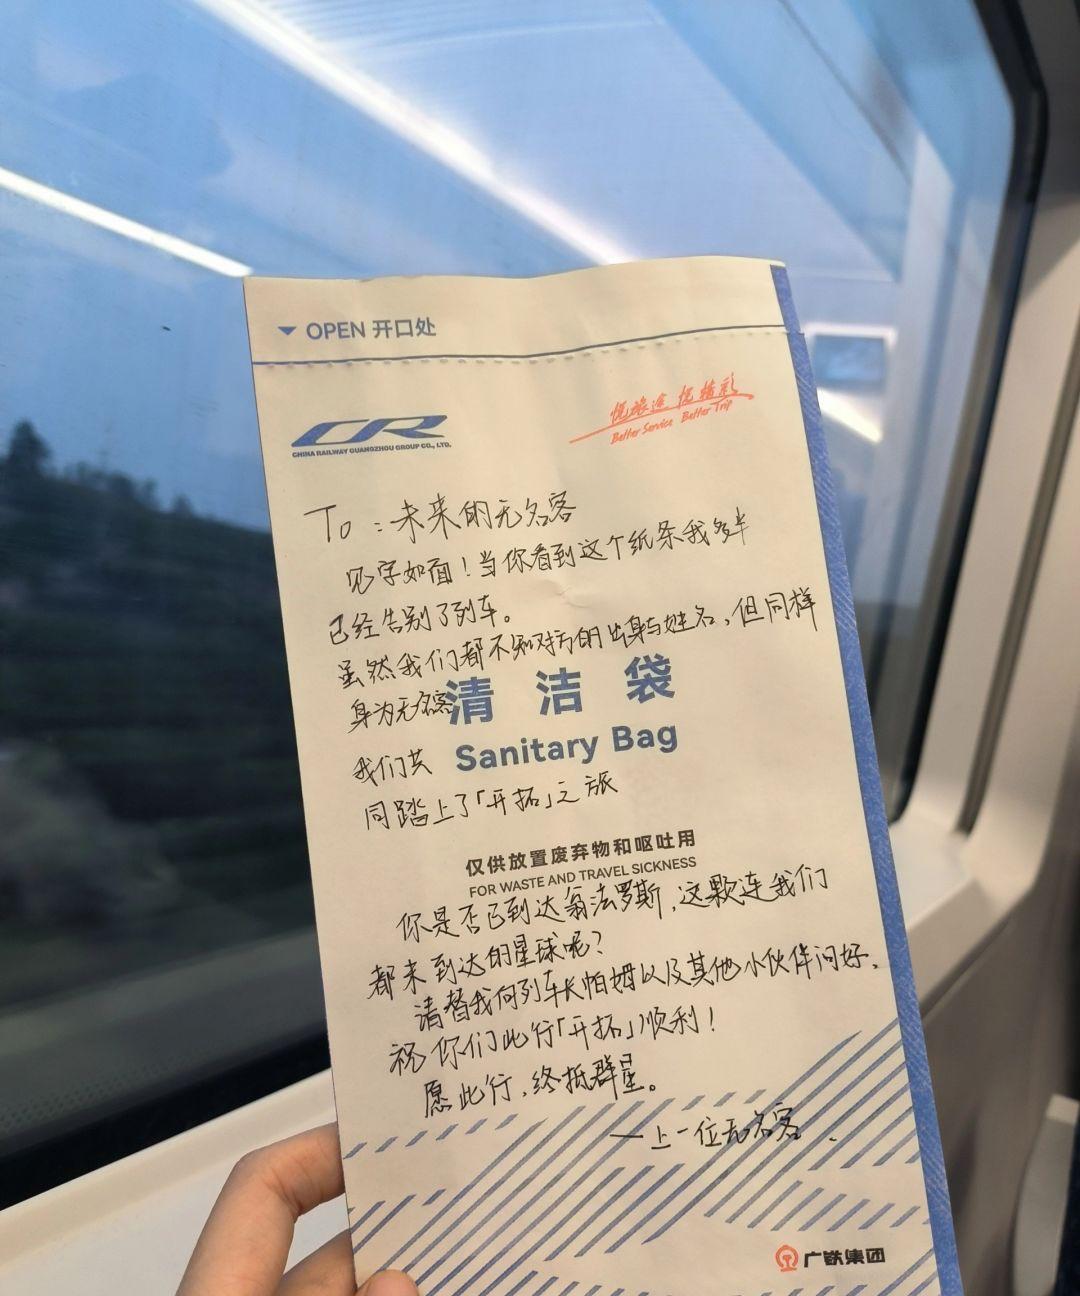 OPEN 开口处
CR
CHINA RAILWAY GUANGZHOU GROUP CO., LTD.
悦旅途 悦精彩
Better Service Better Trip
To：未来的无名客
见字如面！当你看到这个纸条我多半
已经告别了列车。
虽然我们都不知对方的出身与姓名，但同样
身为无名客
清洁袋
我们共
Sanitary Bag
同踏上了「开拓」之旅
仅供放置废弃物和呕吐用
FOR WASTE AND TRAVEL SICKNESS
你是否已到达翁法罗斯，这颗连我们
都未到达的星球呢？
请替我向列车长帕姆以及其他小伙伴问好。
祝你们此行「开拓」顺利！
愿此行，终抵群星。
——上一位无名客.
广铁集团